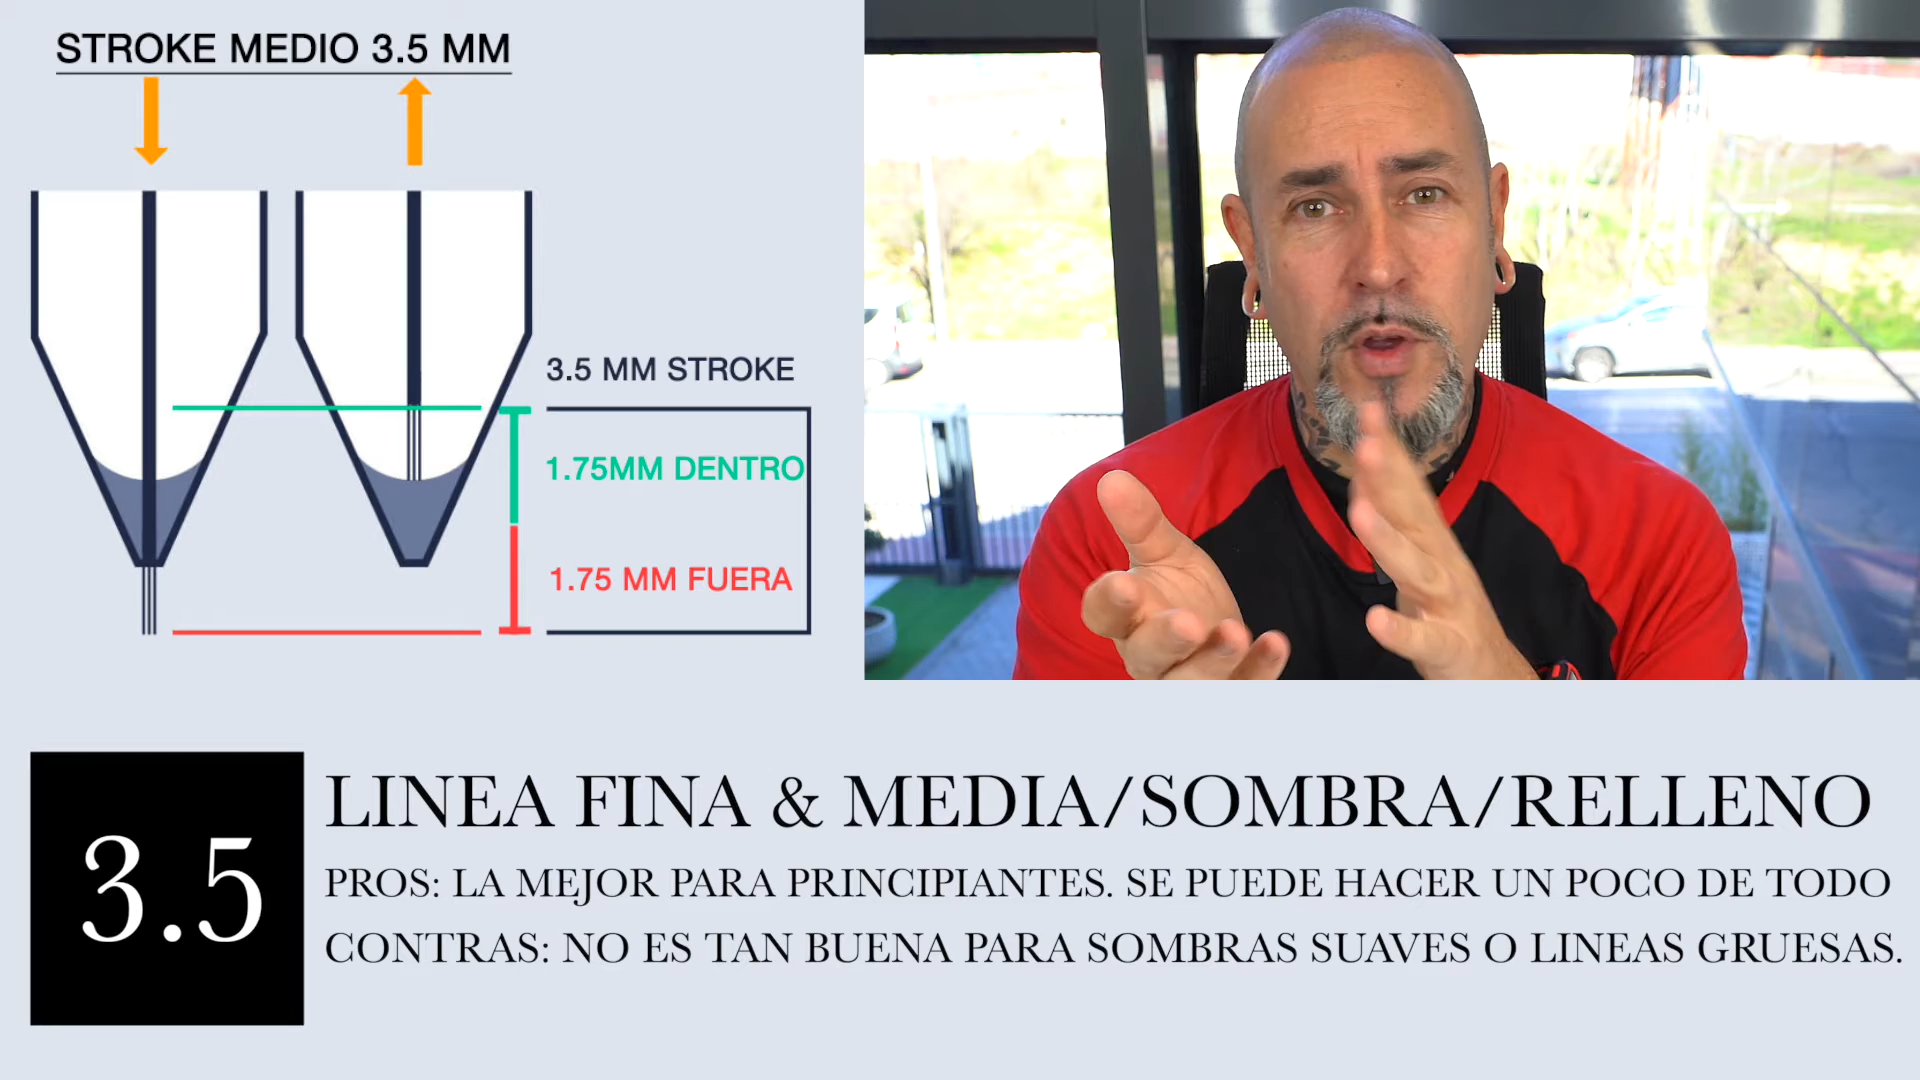 STROKE MEDIO 3.5 MM
3.5 MM STROKE
1.75MM DENTRO
1.75 MM FUERA
3.5
LINEA FINA & MEDIA/SOMBRA/RELLENO
PROS: LA MEJOR PARA PRINCIPIANTES. SE PUEDE HACER UN POCO DE TODO
CONTRAS: NO ES TAN BUENA PARA SOMBRAS SUAVES O LINEAS GRUESAS.